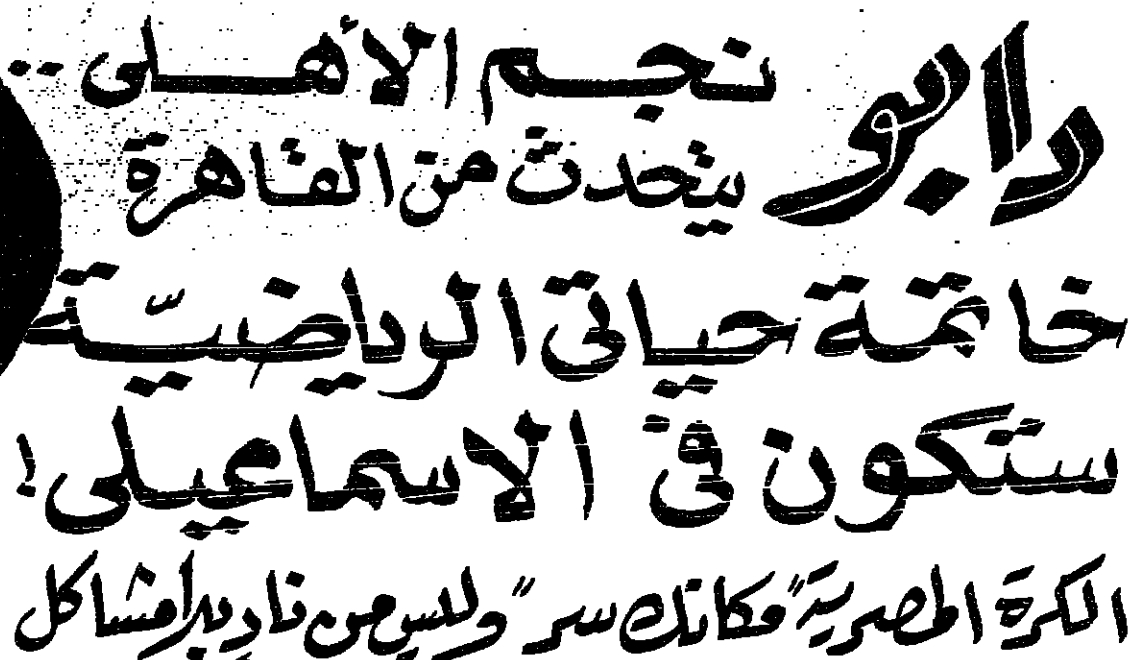 رابو نجم الأهلى..
يتحدث من القاهرة
خاتمة حياتى الرياضيّة
ستكون فى الاسماعيلى!
الكرة المصرية "مكانك سر" وليس من ناد بلا مشاكل